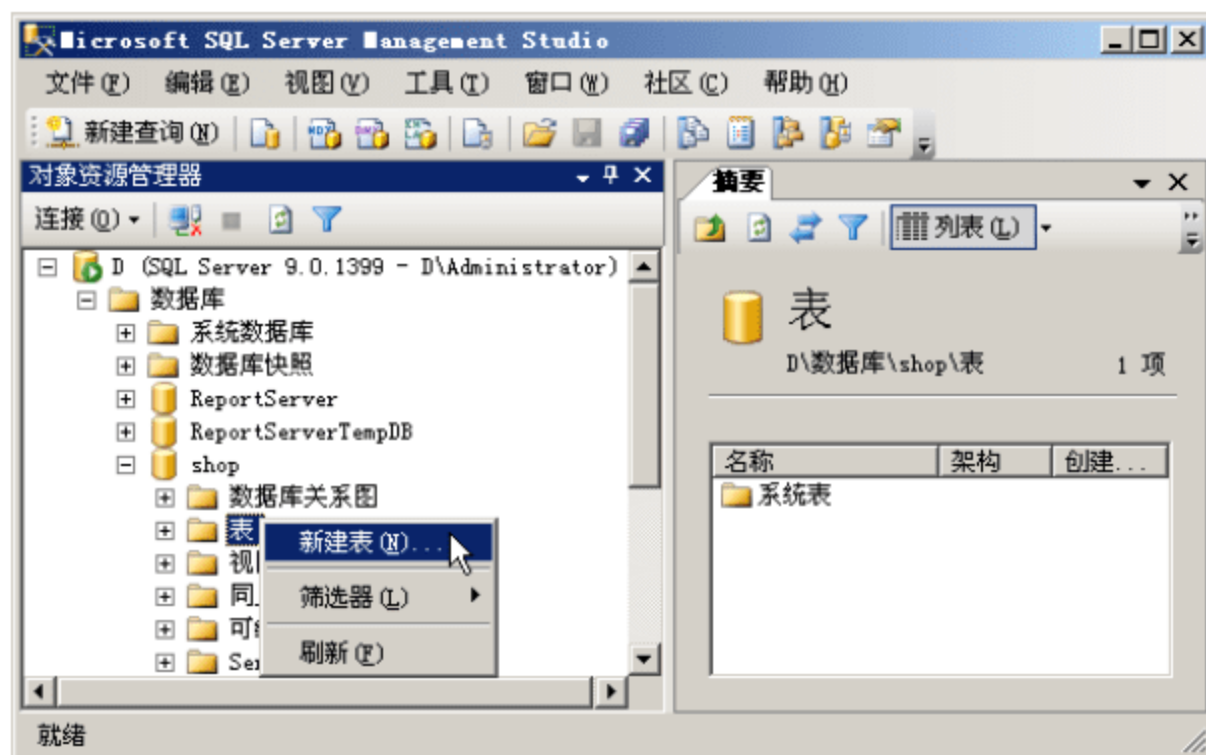 Microsoft SQL Server Management Studio
文件(F) 编辑(E) 视图(V) 工具(T) 窗口(W) 社区(C) 帮助(H)
新建查询(N)
对象资源管理器
摘要
连接(O)
列表(L)
D (SQL Server 9.0.1399 - D\Administrator)
数据库
系统数据库
数据库快照
ReportServer
ReportServerTempDB
shop
数据库关系图
表
新建表(N)...
筛选器(L)
刷新(F)
视
同
可
Ser
表
D\数据库\shop\表 1 项
名称 架构 创建...
系统表
就绪